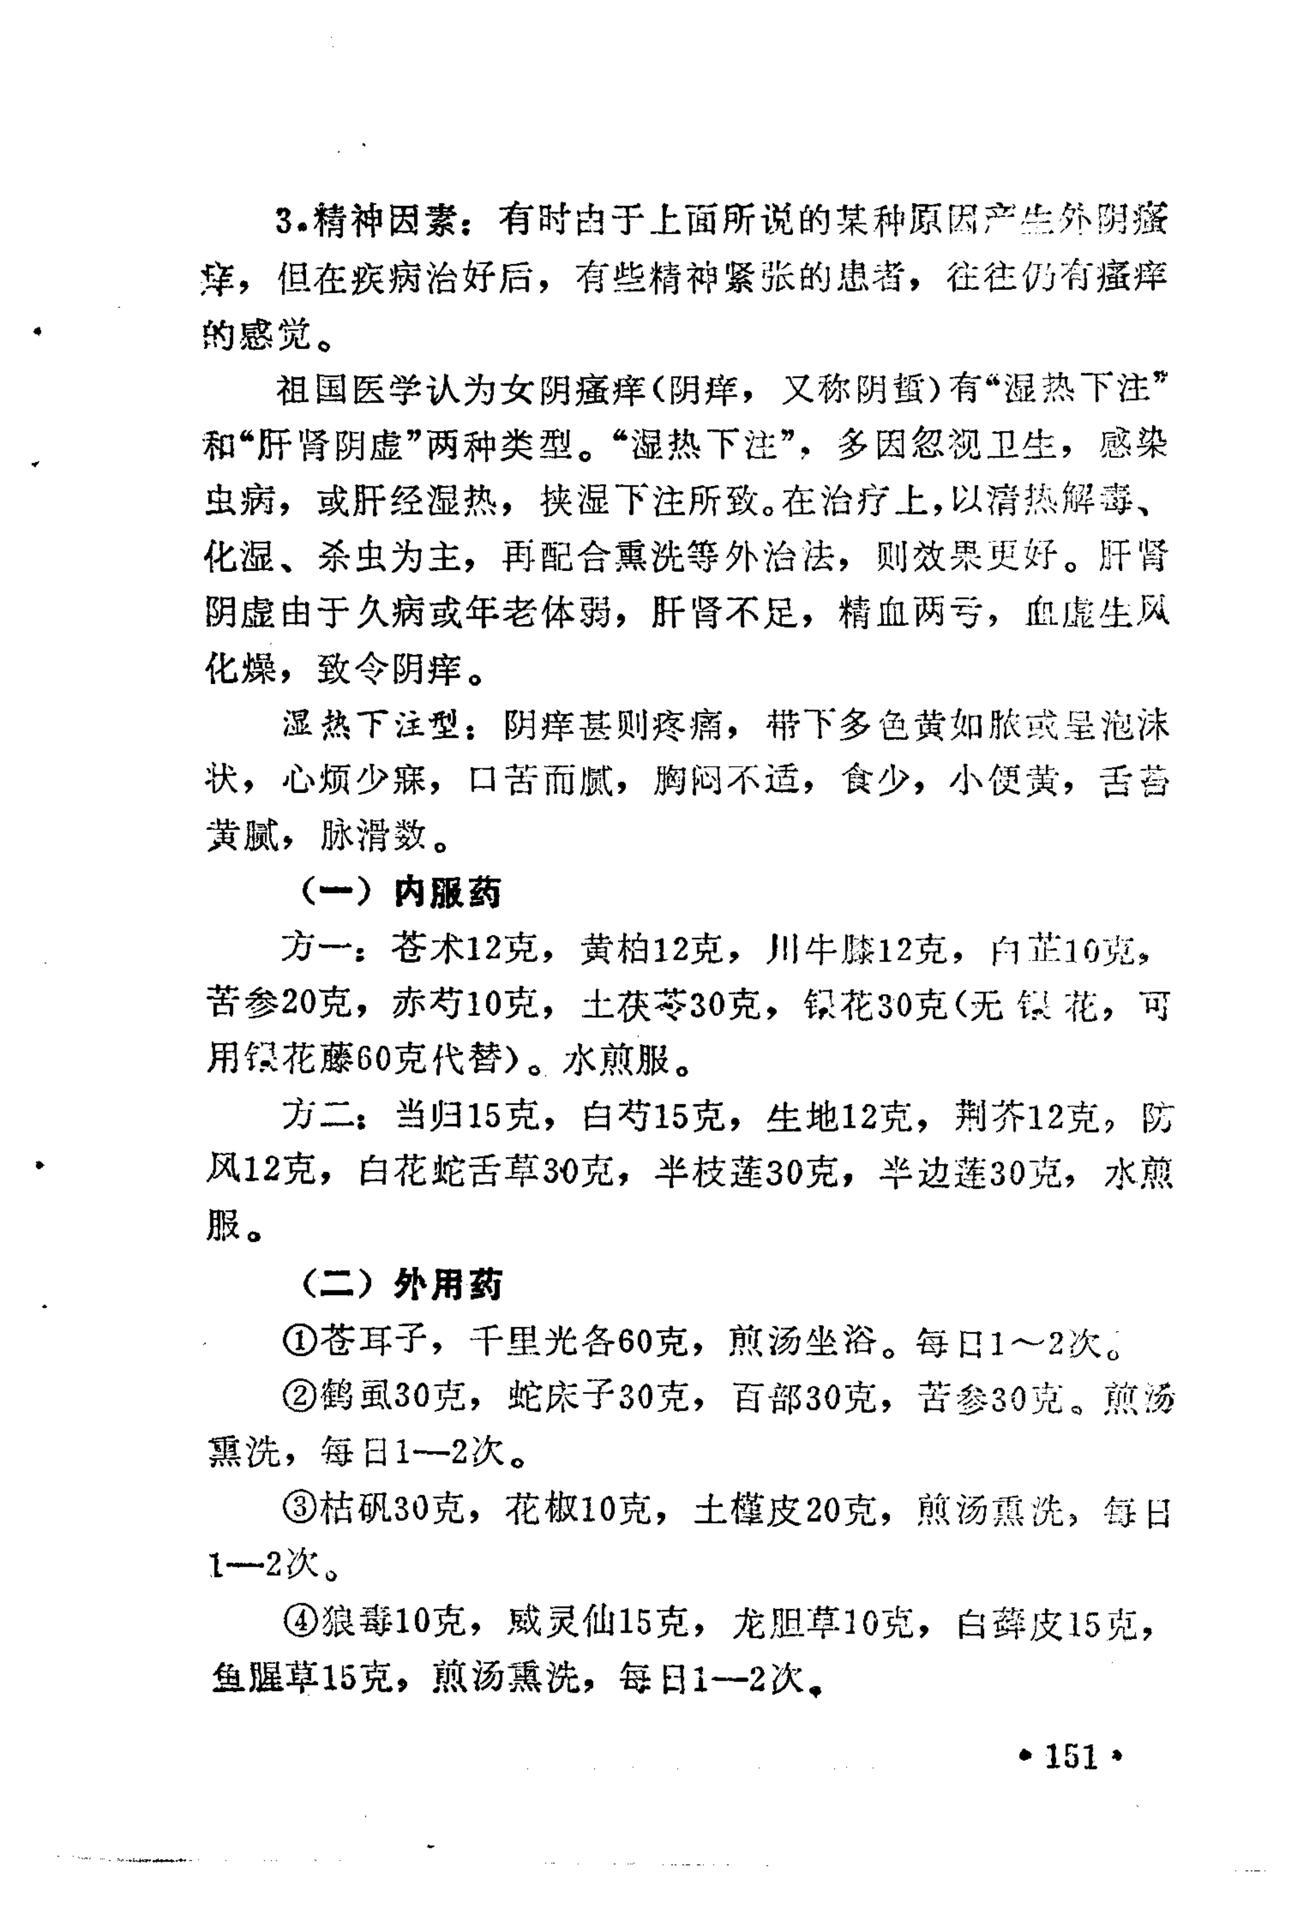 3.精神因素：有时由于上面所说的某种原因产生外阴瘙
痒，但在疾病治好后，有些精神紧张的患者，往往仍有瘙痒
的感觉。
祖国医学认为女阴瘙痒(阴痒，又称阴䘌)有“湿热下注”
和“肝肾阴虚”两种类型。“湿热下注”，多因忽视卫生，感染
虫病，或肝经湿热，挟湿下注所致。在治疗上，以清热解毒、
化湿、杀虫为主，再配合熏洗等外治法，则效果更好。肝肾
阴虚由于久病或年老体弱，肝肾不足，精血两亏，血虚生风
化燥，致令阴痒。
湿热下注型：阴痒甚则疼痛，带下多色黄如脓或呈泡沫
状，心烦少寐，口苦而腻，胸闷不适，食少，小便黄，舌苔
黄腻，脉滑数。
（一）内服药
方一：苍术12克，黄柏12克，川牛膝12克，白芷10克，
苦参20克，赤芍10克，土茯苓30克，银花30克(无银花，可
用银花藤60克代替)。水煎服。
方二：当归15克，白芍15克，生地12克，荆芥12克，防
风12克，白花蛇舌草30克，半枝莲30克，半边莲30克，水煎
服。
（二）外用药
①苍耳子，千里光各60克，煎汤坐浴。每日1～2次。
②鹤虱30克，蛇床子30克，百部30克，苦参30克。煎汤
熏洗，每日1—2次。
③枯矾30克，花椒10克，土槿皮20克，煎汤熏洗，每日
1—2次。
④狼毒10克，威灵仙15克，龙胆草10克，白藓皮15克，
鱼腥草15克，煎汤熏洗，每日1—2次。
• 151 •